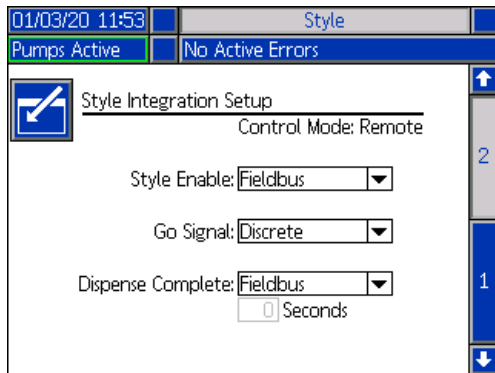 01/03/20 11:53 Style
Pumps Active No Active Errors
Style Integration Setup
Control Mode: Remote
2
Style Enable: Fieldbus
Go Signal: Discrete
Dispense Complete: Fieldbus
1
0 Seconds